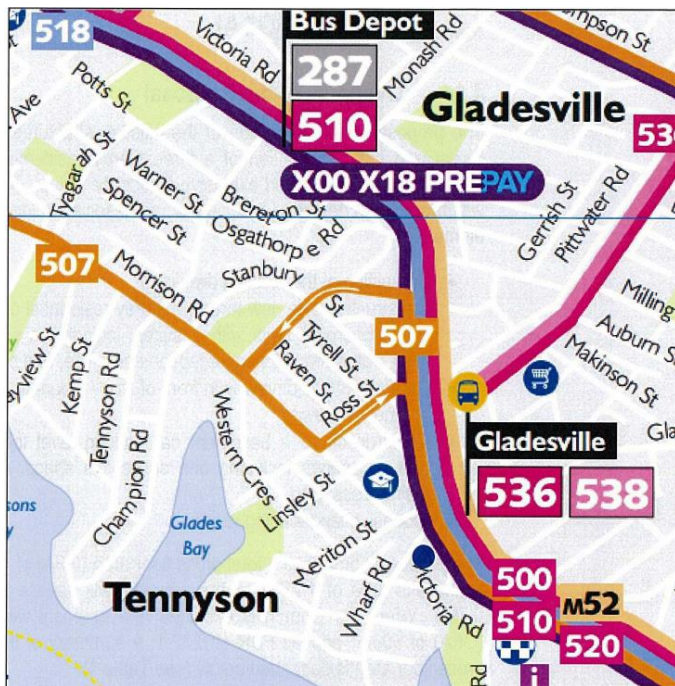 518
Victoria Rd
Bus Depot
287
510
Monash Rd
Gladesville
Potts St
Ave
Tyagarah St
Warner St
Spencer St
Brereton St
Osgathorpe Rd
X00 X18 PREPAY
Gerrish St
Pittwater Rd
507
Morrison Rd
Stanbury St
507
Tyrell St
Raven St
Ross St
Auburn St
Makinson St
Kemp St
Tennyson Rd
Champion Rd
Western Cres
Linsley St
Gladesville
536
538
Glades
Bay
Meriton St
Wharf Rd
Victoria Rd
Tennyson
500
M52
510
520
Rd
i